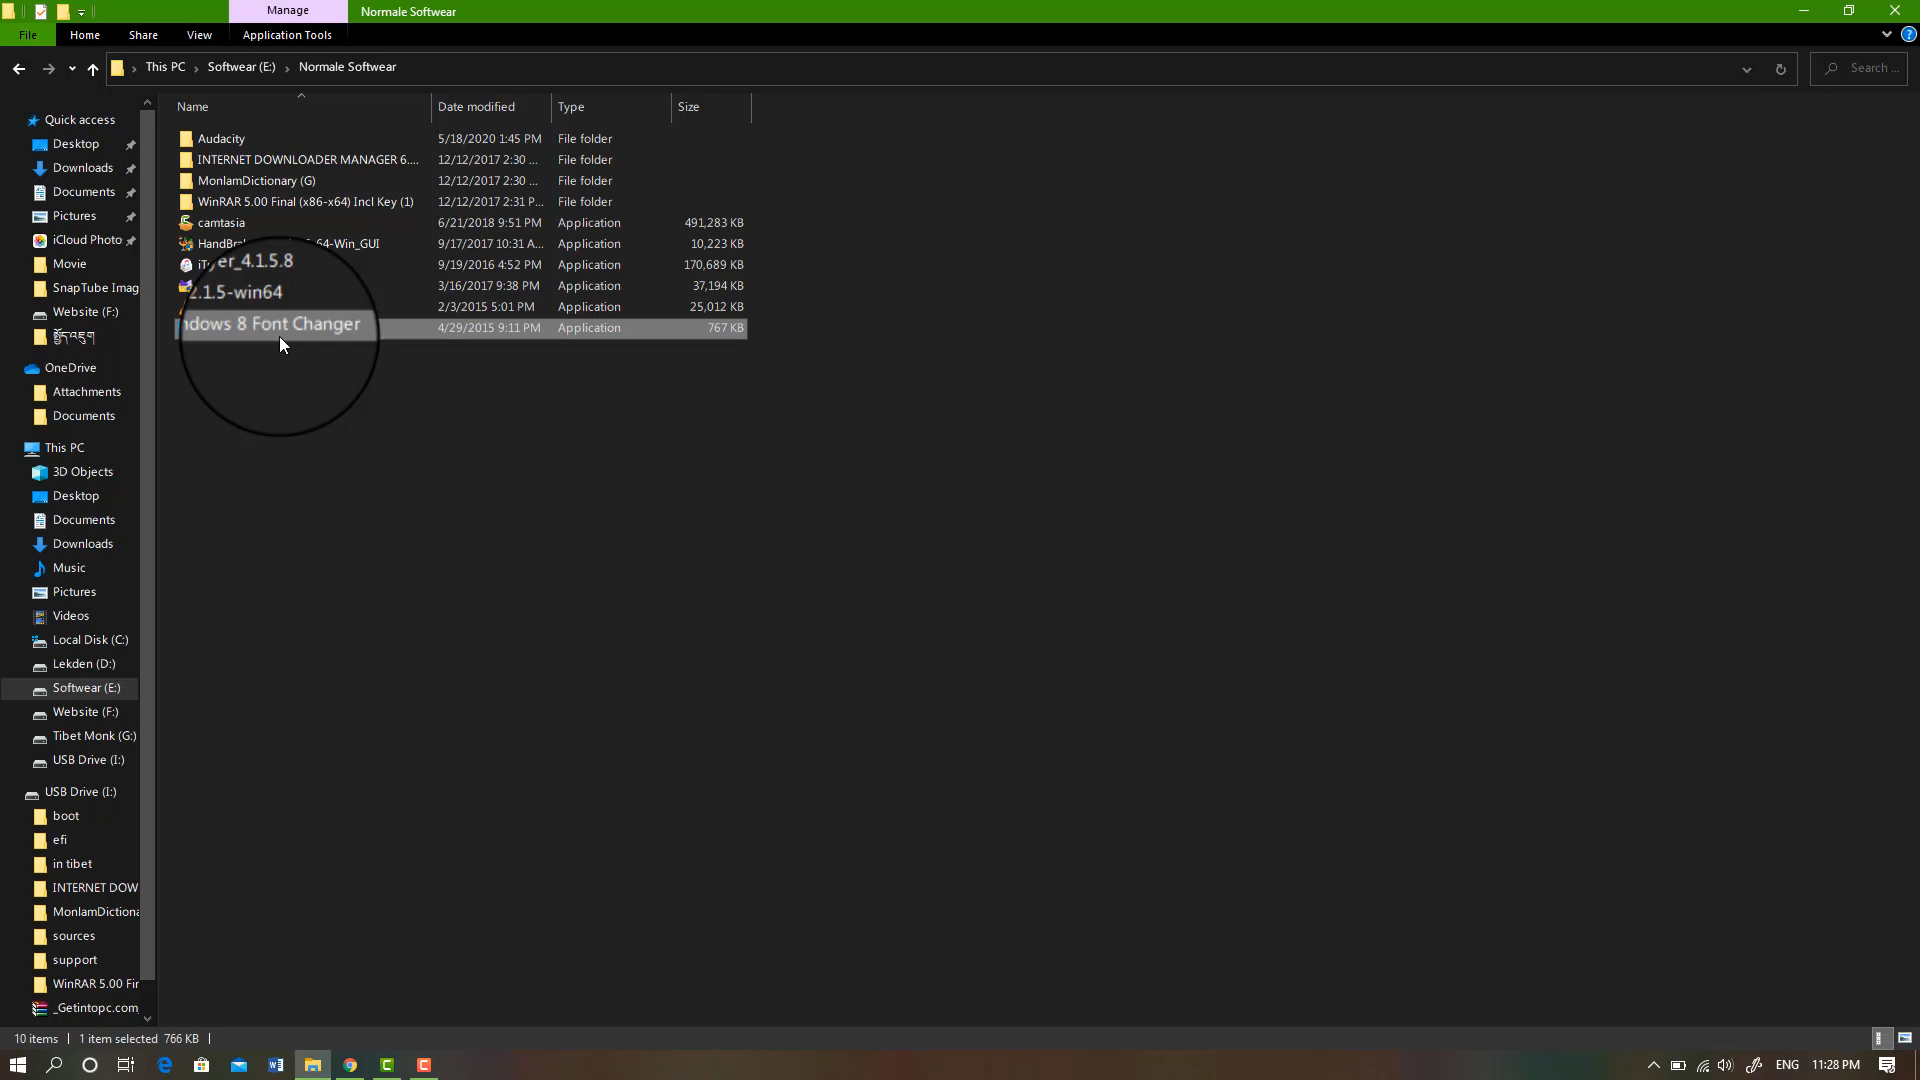 Manage
Normale Softwear
File
Home
Share
View
Application Tools
This PC
Softwear (E:)
Normale Softwear
Search ...
Name
Date modified
Type
Size
Audacity
5/18/2020 1:45 PM
File folder
INTERNET DOWNLOADER MANAGER 6....
12/12/2017 2:30 ...
File folder
MonlamDictionary (G)
12/12/2017 2:30 ...
File folder
WinRAR 5.00 Final (x86-x64) Incl Key (1)
12/12/2017 2:31 P...
File folder
camtasia
6/21/2018 9:51 PM
Application
491,283 KB
64-Win_GUI
9/17/2017 10:31 A...
Application
10,223 KB
er_4.1.5.8
9/19/2016 4:52 PM
Application
170,689 KB
2.1.5-win64
3/16/2017 9:38 PM
Application
37,194 KB
2/3/2015 5:01 PM
Application
25,012 KB
ndows 8 Font Changer
4/29/2015 9:11 PM
Application
767 KB
Quick access
Desktop
Downloads
Documents
Pictures
iCloud Photo
Movie
SnapTube Imag
Website (F:)
སྤྱོད་འཇུག
OneDrive
Attachments
Documents
This PC
3D Objects
Desktop
Documents
Downloads
Music
Pictures
Videos
Local Disk (C:)
Lekden (D:)
Softwear (E:)
Website (F:)
Tibet Monk (G:)
USB Drive (I:)
USB Drive (I:)
boot
efi
in tibet
INTERNET DOW
MonlamDictiona
sources
support
WinRAR 5.00 Fir
_Getintopc.com
10 items
1 item selected 766 KB
ENG
11:28 PM